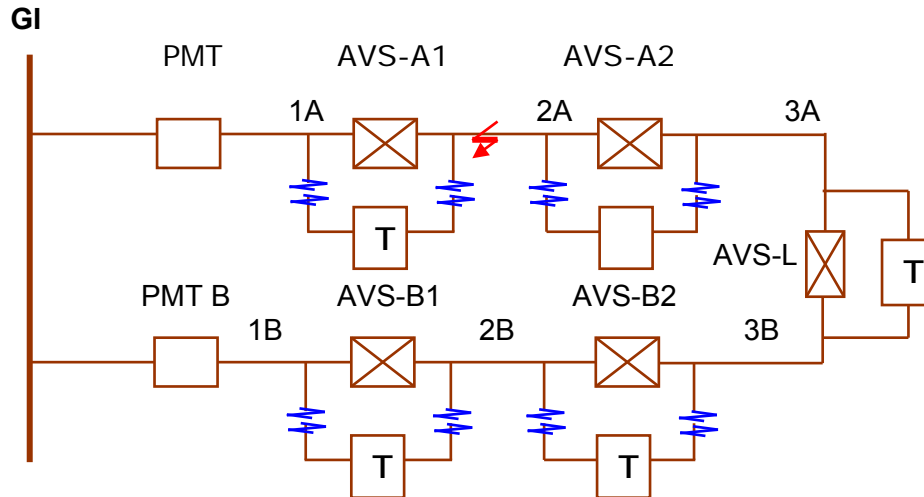 GI
PMT AVS-A1 AVS-A2
1A 2A 3A
T
AVS-L T
PMT B AVS-B1 AVS-B2
1B 2B 3B
T T